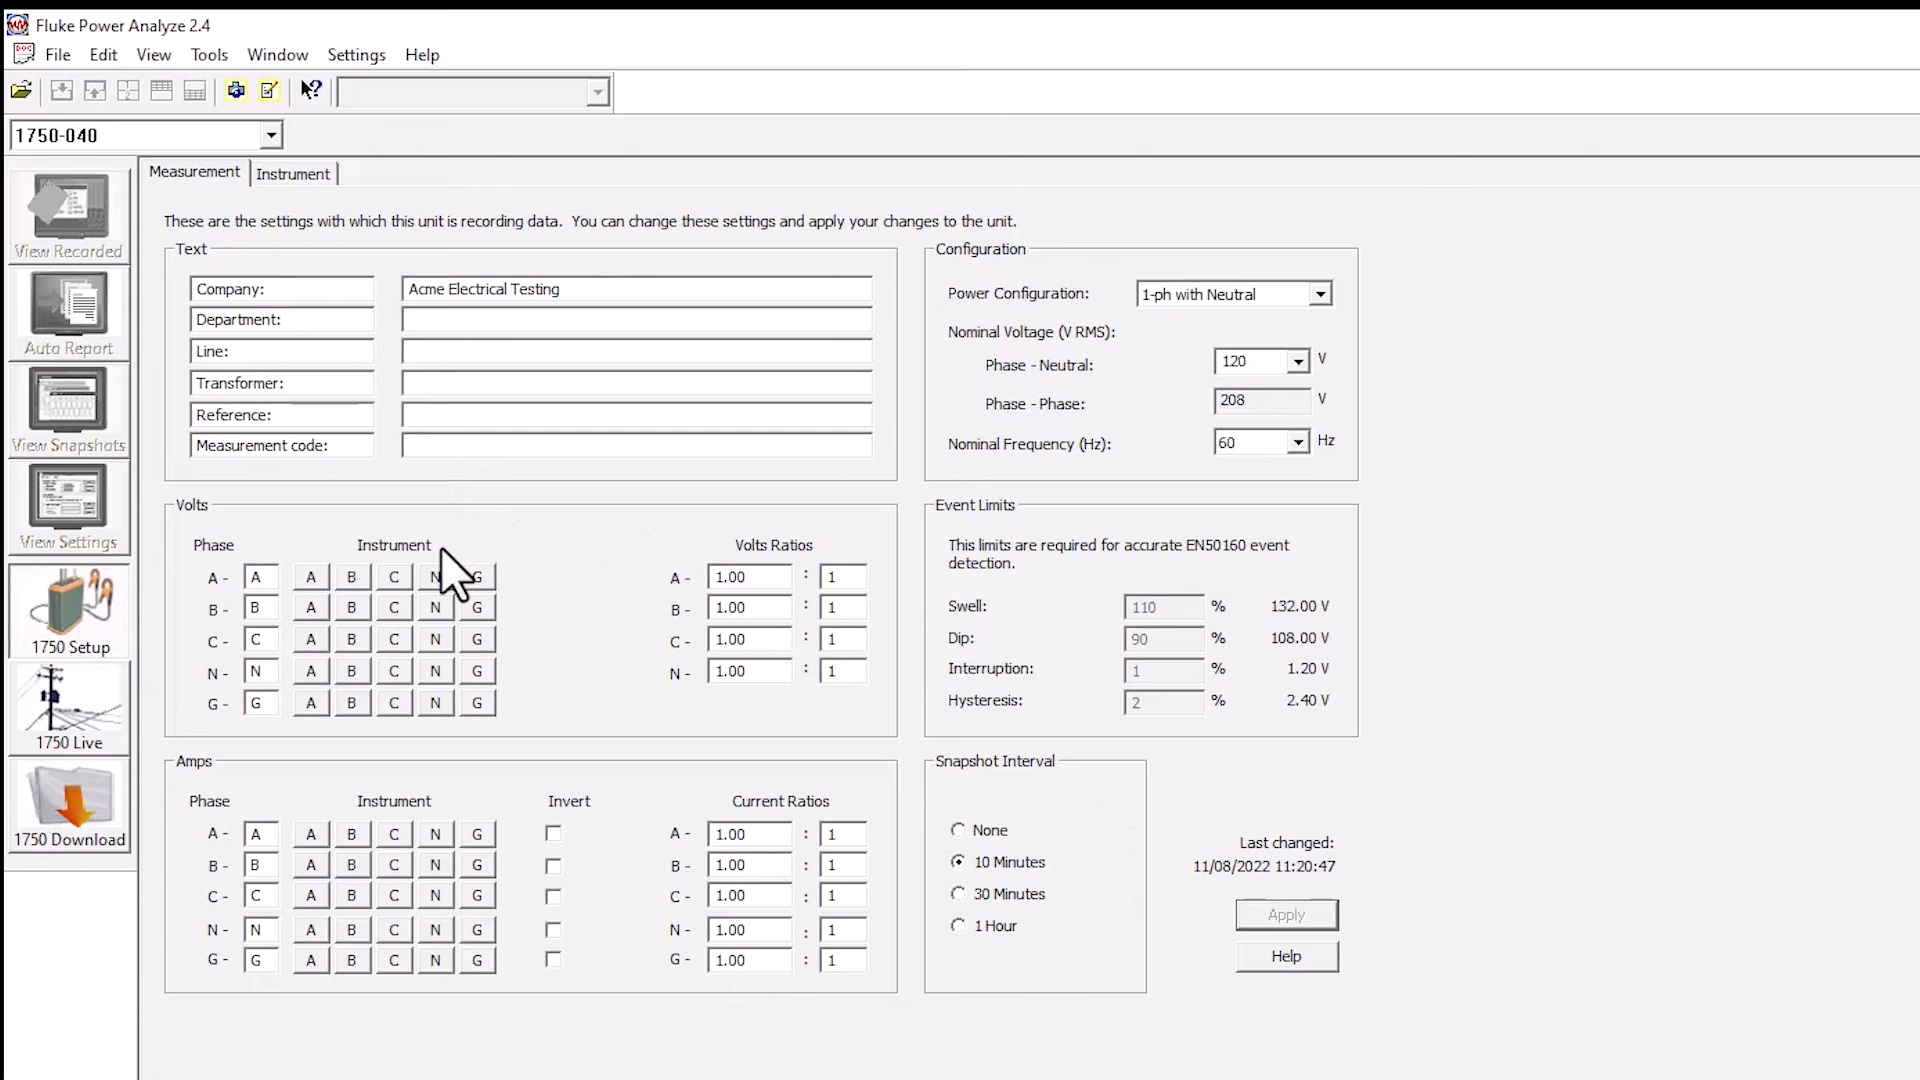 Fluke Power Analyze 2.4
File Edit View Tools Window Settings Help
1750-040
Measurement Instrument
These are the settings with which this unit is recording data. You can change these settings and apply your changes to the unit.
View Recorded
Auto Report
View Snapshots
View Settings
1750 Setup
1750 Live
1750 Download
Text
Company: Acme Electrical Testing
Department:
Line:
Transformer:
Reference:
Measurement code:
Configuration
Power Configuration: 1-ph with Neutral
Nominal Voltage (V RMS):
Phase - Neutral: 120 V
Phase - Phase: 208 V
Nominal Frequency (Hz): 60 Hz
Volts
Phase Instrument Volts Ratios
A - A A B C N G A - 1.00 : 1
B - B A B C N G B - 1.00 : 1
C - C A B C N G C - 1.00 : 1
N - N A B C N G N - 1.00 : 1
G - G A B C N G
Event Limits
This limits are required for accurate EN50160 event
detection.
Swell: 110 % 132.00 V
Dip: 90 % 108.00 V
Interruption: 1 % 1.20 V
Hysteresis: 2 % 2.40 V
Amps
Phase Instrument Invert Current Ratios
A - A A B C N G A - 1.00 : 1
B - B A B C N G B - 1.00 : 1
C - C A B C N G C - 1.00 : 1
N - N A B C N G N - 1.00 : 1
G - G A B C N G G - 1.00 : 1
Snapshot Interval
None
10 Minutes
30 Minutes
1 Hour
Last changed:
11/08/2022 11:20:47
Apply
Help